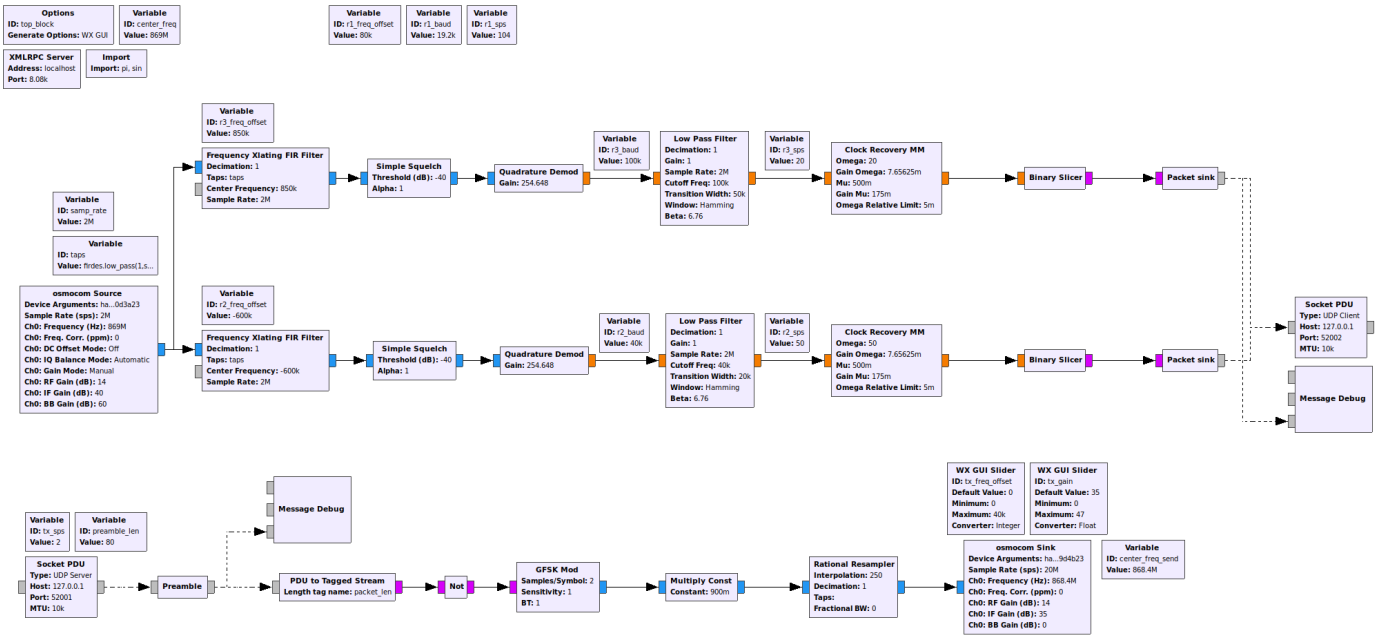 Options
ID: top_block
Generate Options: WX GUI
Variable
ID: center_freq
Value: 869M
Variable
ID: r1_freq_offset
Value: 80k
Variable
ID: r1_baud
Value: 19.2k
Variable
ID: r1_sps
Value: 104
XMLRPC Server
Address: localhost
Port: 8.08k
Import
Import: pi, sin
Variable
ID: r3_freq_offset
Value: 850k
Frequency Xlating FIR Filter
Decimation: 1
Taps: taps
Center Frequency: 850k
Sample Rate: 2M
Simple Squelch
Threshold (dB): -40
Alpha: 1
Quadrature Demod
Gain: 254.648
Variable
ID: r3_baud
Value: 100k
Low Pass Filter
Decimation: 1
Gain: 1
Sample Rate: 2M
Cutoff Freq: 100k
Transition Width: 50k
Window: Hamming
Beta: 6.76
Variable
ID: r3_sps
Value: 20
Clock Recovery MM
Omega: 20
Gain Omega: 7.65625m
Mu: 500m
Gain Mu: 175m
Omega Relative Limit: 5m
Binary Slicer
Packet sink
Variable
ID: samp_rate
Value: 2M
Variable
ID: taps
Value: firdes.low_pass(1,s...
osmocom Source
Device Arguments: ha...0d3a23
Sample Rate (sps): 2M
Ch0: Frequency (Hz): 869M
Ch0: Freq. Corr. (ppm): 0
Ch0: DC Offset Mode: Off
Ch0: IQ Balance Mode: Automatic
Ch0: Gain Mode: Manual
Ch0: RF Gain (dB): 14
Ch0: IF Gain (dB): 40
Ch0: BB Gain (dB): 60
Variable
ID: r2_freq_offset
Value: -600k
Frequency Xlating FIR Filter
Decimation: 1
Taps: taps
Center Frequency: -600k
Sample Rate: 2M
Simple Squelch
Threshold (dB): -40
Alpha: 1
Quadrature Demod
Gain: 254.648
Variable
ID: r2_baud
Value: 40k
Low Pass Filter
Decimation: 1
Gain: 1
Sample Rate: 2M
Cutoff Freq: 40k
Transition Width: 20k
Window: Hamming
Beta: 6.76
Variable
ID: r2_sps
Value: 50
Clock Recovery MM
Omega: 50
Gain Omega: 7.65625m
Mu: 500m
Gain Mu: 175m
Omega Relative Limit: 5m
Binary Slicer
Packet sink
Socket PDU
Type: UDP Client
Host: 127.0.0.1
Port: 52002
MTU: 10k
Message Debug
Variable
ID: tx_sps
Value: 2
Variable
ID: preamble_len
Value: 80
Socket PDU
Type: UDP Server
Host: 127.0.0.1
Port: 52001
MTU: 10k
Preamble
Message Debug
PDU to Tagged Stream
Length tag name: packet_len
Not
GFSK Mod
Samples/Symbol: 2
Sensitivity: 1
BT: 1
Multiply Const
Constant: 900m
Rational Resampler
Interpolation: 250
Decimation: 1
Taps:
Fractional BW: 0
WX GUI Slider
ID: tx_freq_offset
Default Value: 0
Minimum: 0
Maximum: 40k
Converter: Integer
WX GUI Slider
ID: tx_gain
Default Value: 35
Minimum: 0
Maximum: 47
Converter: Float
osmocom Sink
Device Arguments: ha...9d4b23
Sample Rate (sps): 20M
Ch0: Frequency (Hz): 868.4M
Ch0: Freq. Corr. (ppm): 0
Ch0: RF Gain (dB): 14
Ch0: IF Gain (dB): 35
Ch0: BB Gain (dB): 0
Variable
ID: center_freq_send
Value: 868.4M